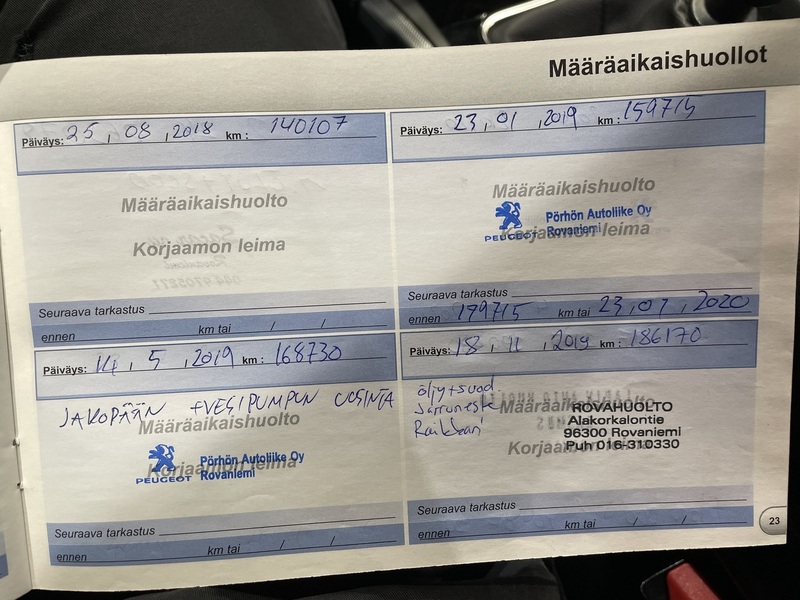 Määräaikaishuollot
Päiväys: 25, 08, 2018 km: 140107
Määräaikaishuolto
Korjaamon leima
Seuraava tarkastus
ennen km tai / /
Päiväys: 23, 01, 2019 km: 159715
Määräaikaishuolto
Pörhön Autoliike Oy
PEUGEOT Korjaamon leima
Rovaniemi
Seuraava tarkastus
ennen 179715 km tai 23, 01, 2020
Päiväys: 14, 5, 2019 km: 168730
JAKOPÄÄN + VESIPUMPUN UUSINTA
Määräaikaishuolto
Korjaamon leima
Pörhön Autoliike Oy
PEUGEOT Rovaniemi
Seuraava tarkastus
ennen km tai / /
Päiväys: 18, 11, 2019 km: 186170
öljy+suod.
Jarruneste
Määräaikaishuolto
ROVAHUOLTO
Alakorkalontie
96300 Rovaniemi
Korjaamon leima
Puh 016-310330
Seuraava tarkastus
ennen km tai / /
23